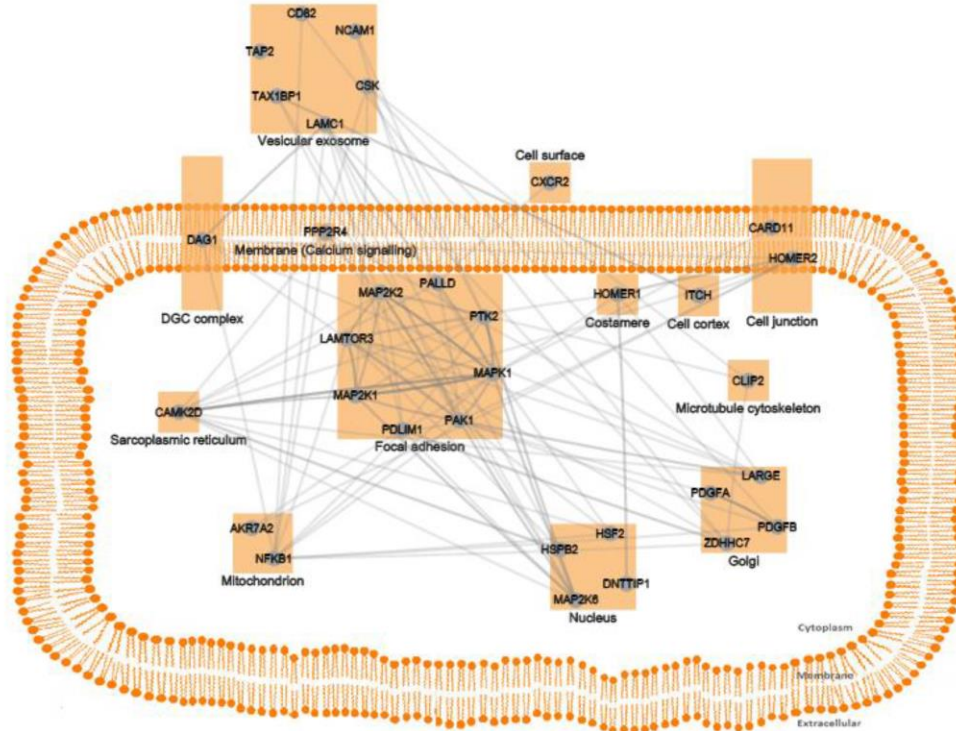 CD82
NCAM1
TAP2
CSK
TAX1BP1
LAMC1
Vesicular exosome
Cell surface
CXCR2
CARD11
DAG1
PPP2R4
Membrane (Calcium signalling)
HOMER2
PALLD
MAP2K2
HOMER1
ITCH
DGC complex
PTK2
Costamere
Cell cortex
Cell junction
LAMTOR3
MAPK1
CLIP2
MAP2K1
Microtubule cytoskeleton
CAMK2D
PAK1
PDLIM1
Sarcoplasmic reticulum
Focal adhesion
LARGE
PDGFA
AKR7A2
HSF2
PDGFB
ZDHHC7
NFKB1
HSPB2
Golgi
Mitochondrion
DNTTIP1
MAP2K6
Nucleus
Cytoplasm
Membrane
Extracellular